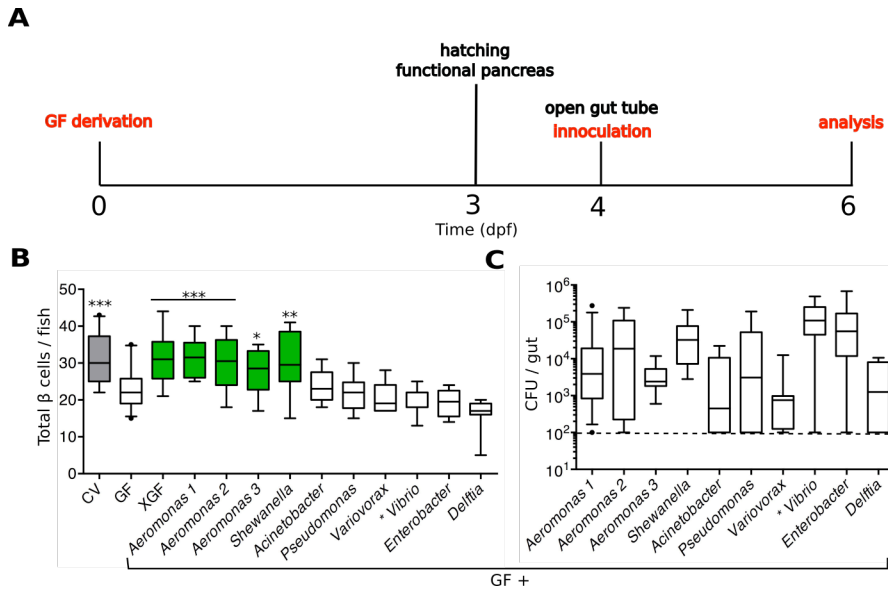 A
hatching
functional pancreas
GF derivation
open gut tube
innoculation
analysis
0
3
4
6
Time (dpf)
B
Total β cells / fish
50
40
30
20
10
0
***
***
*
**
CV
GF
XGF
Aeromonas 1
Aeromonas 2
Aeromonas 3
Shewanella
Acinetobacter
Pseudomonas
Variovorax
* Vibrio
Enterobacter
Delftia
C
CFU / gut
10⁶
10⁵
10⁴
10³
10²
10¹
Aeromonas 1
Aeromonas 2
Aeromonas 3
Shewanella
Acinetobacter
Pseudomonas
Variovorax
* Vibrio
Enterobacter
Delftia
GF +